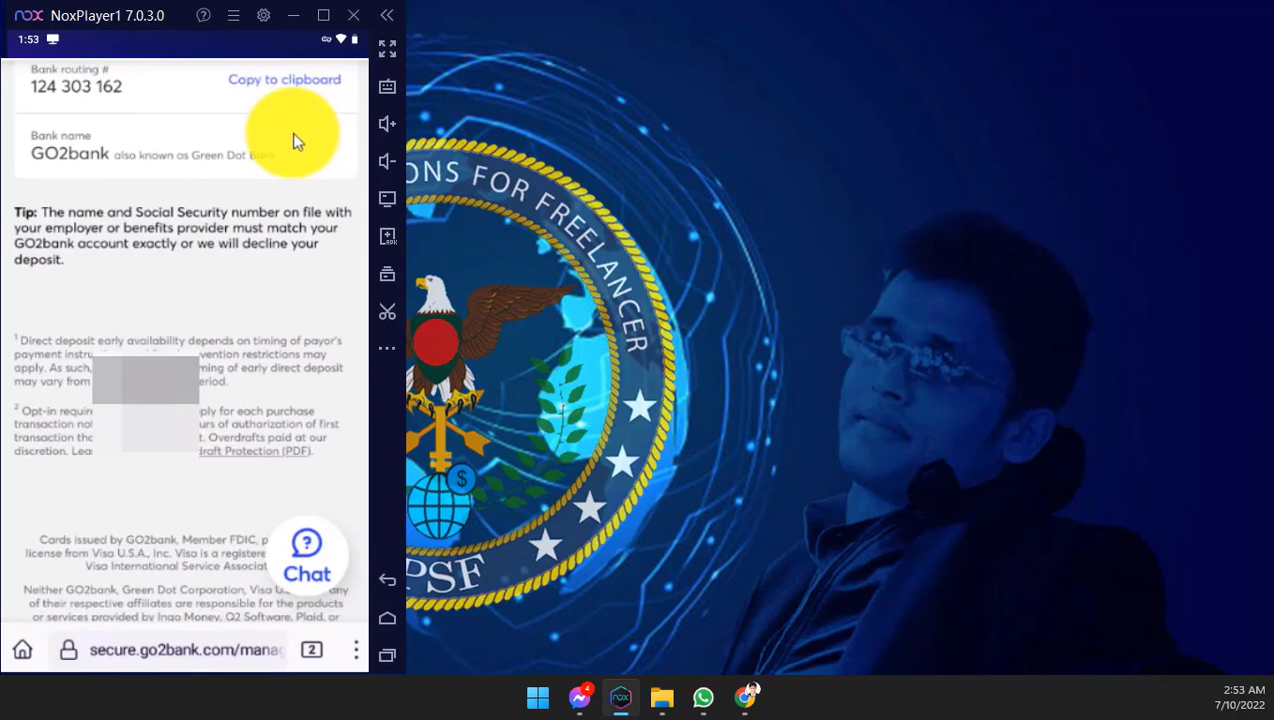 nox NoxPlayer1 7.0.3.0
1:53
Bank routing #
124 303 162
Copy to clipboard
Bank name
GO2bank also known as Green Dot Bank
Tip: The name and Social Security number on file with
your employer or benefits provider must match your
GO2bank account exactly or we will decline your
deposit.
1 Direct deposit early availability depends on timing of payor's
payment vention restrictions may
apply. As such, ming of early direct deposit
may vary from eriod.
2 Opt-in ply for each purchase
transaction urs of authorization of first
transaction t. Overdrafts paid at our
discretion. draft Protection (PDF).
Cards issued by GO2bank, Member FDIC,
license from Visa U.S.A., Inc. Visa is a
Visa International Service
Chat
Neither GO2bank, Green Dot Corporation, Visa any
of their respective affiliates are responsible for the products
or services provided by Ingo Money, Q2 Software, Plaid, or
secure.go2bank.com/mana
2
APK
ONS FOR FREELANCER
$
PSF
4
nox
2:53 AM
7/10/2022